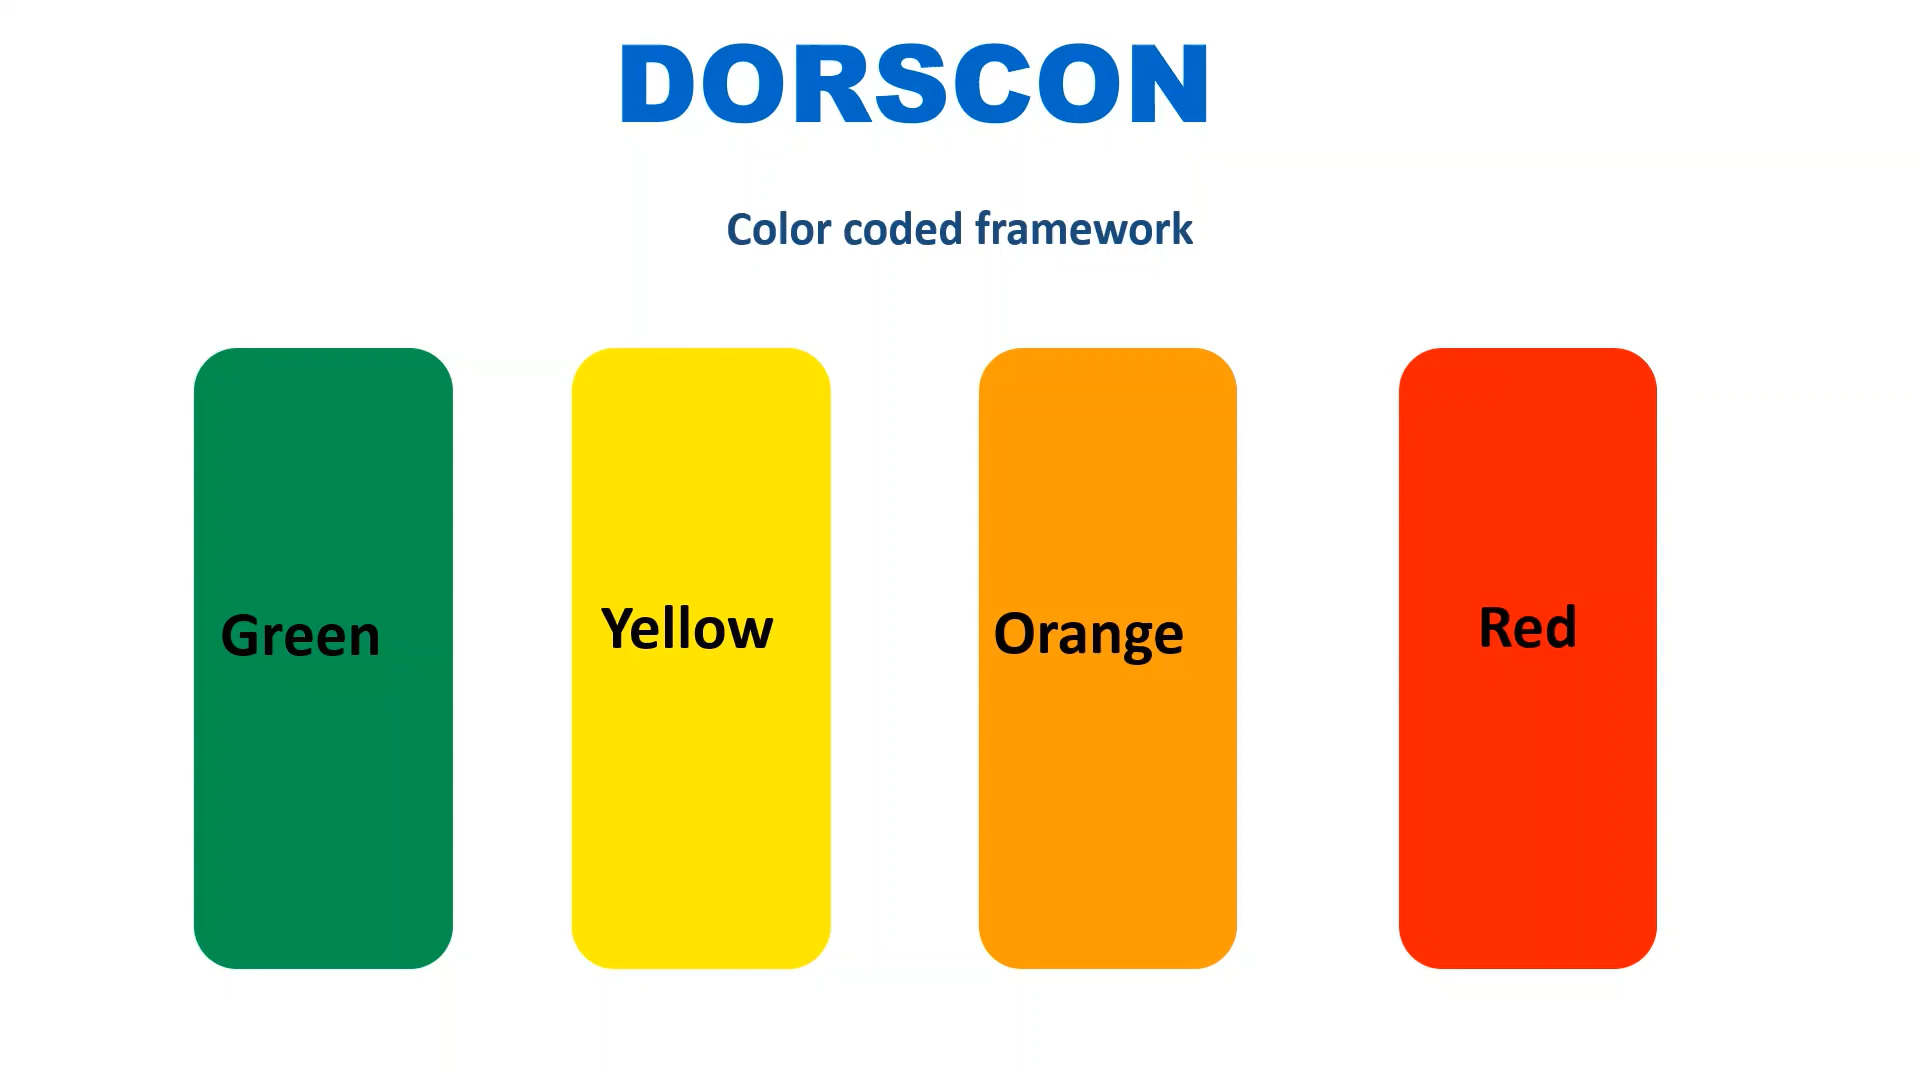 DORSCON
Color coded framework
Green
Yellow
Orange
Red